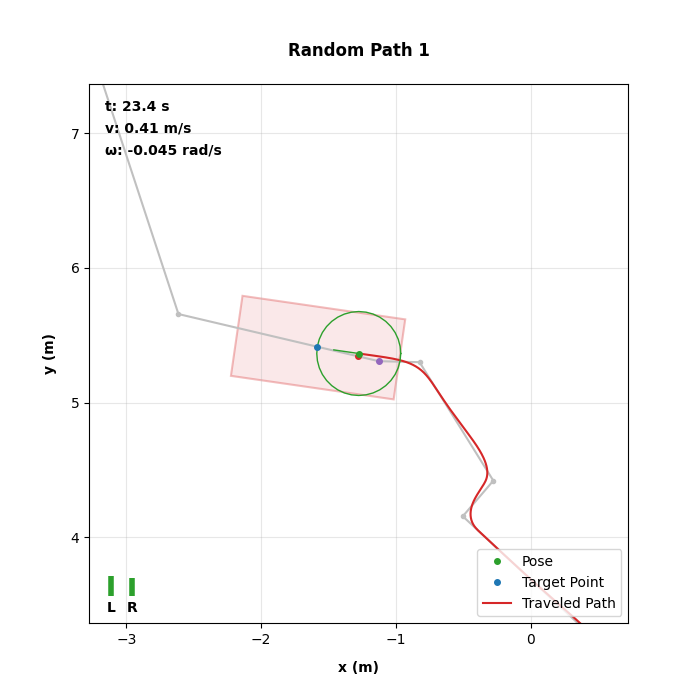 Random Path 1
t: 23.4 s
v: 0.41 m/s
ω: -0.045 rad/s
7
6
5
4
y (m)
L R
Pose
Target Point
Traveled Path
−3 −2 −1 0
x (m)